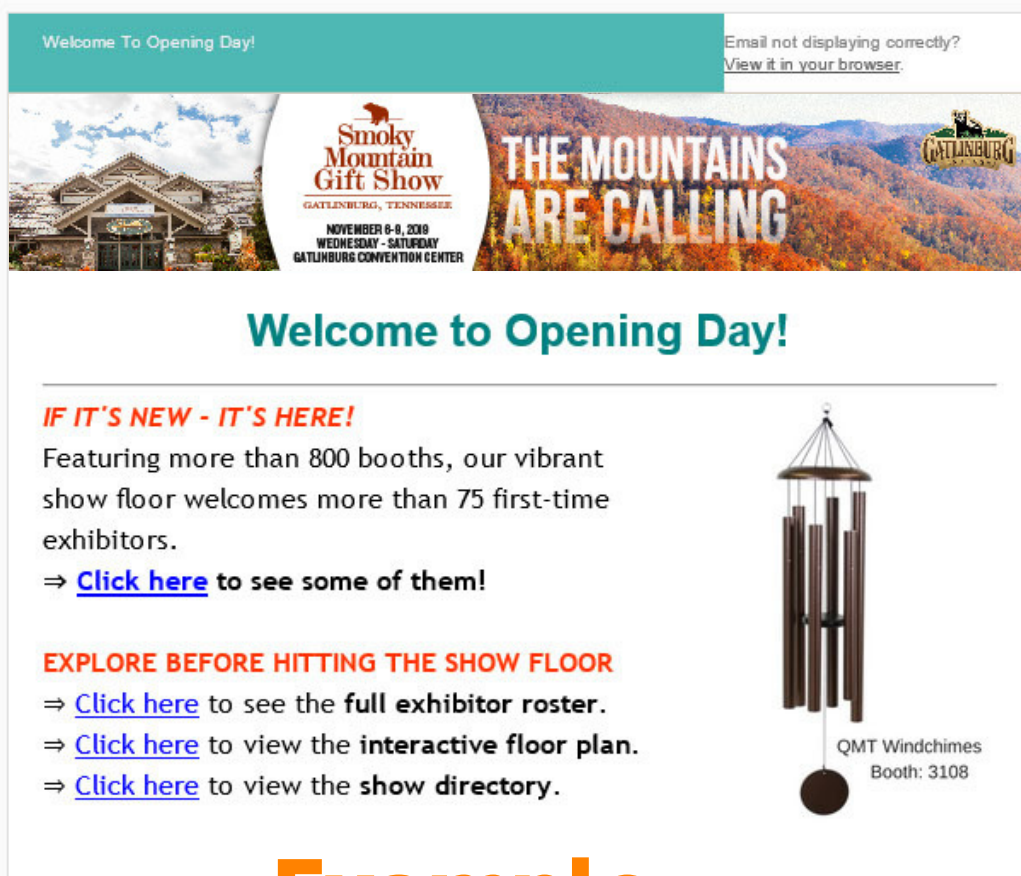 Welcome To Opening Day!
Email not displaying correctly?
View it in your browser.
Smoky
Mountain
Gift Show
GATLINBURG, TENNESSEE
NOVEMBER 6-9, 2019
WEDNESDAY - SATURDAY
GATLINBURG CONVENTION CENTER
THE MOUNTAINS
ARE CALLING
GATLINBURG
Welcome to Opening Day!
IF IT'S NEW - IT'S HERE!
Featuring more than 800 booths, our vibrant
show floor welcomes more than 75 first-time
exhibitors.
⇒ Click here to see some of them!
EXPLORE BEFORE HITTING THE SHOW FLOOR
⇒ Click here to see the full exhibitor roster.
⇒ Click here to view the interactive floor plan.
⇒ Click here to view the show directory.
QMT Windchimes
Booth: 3108